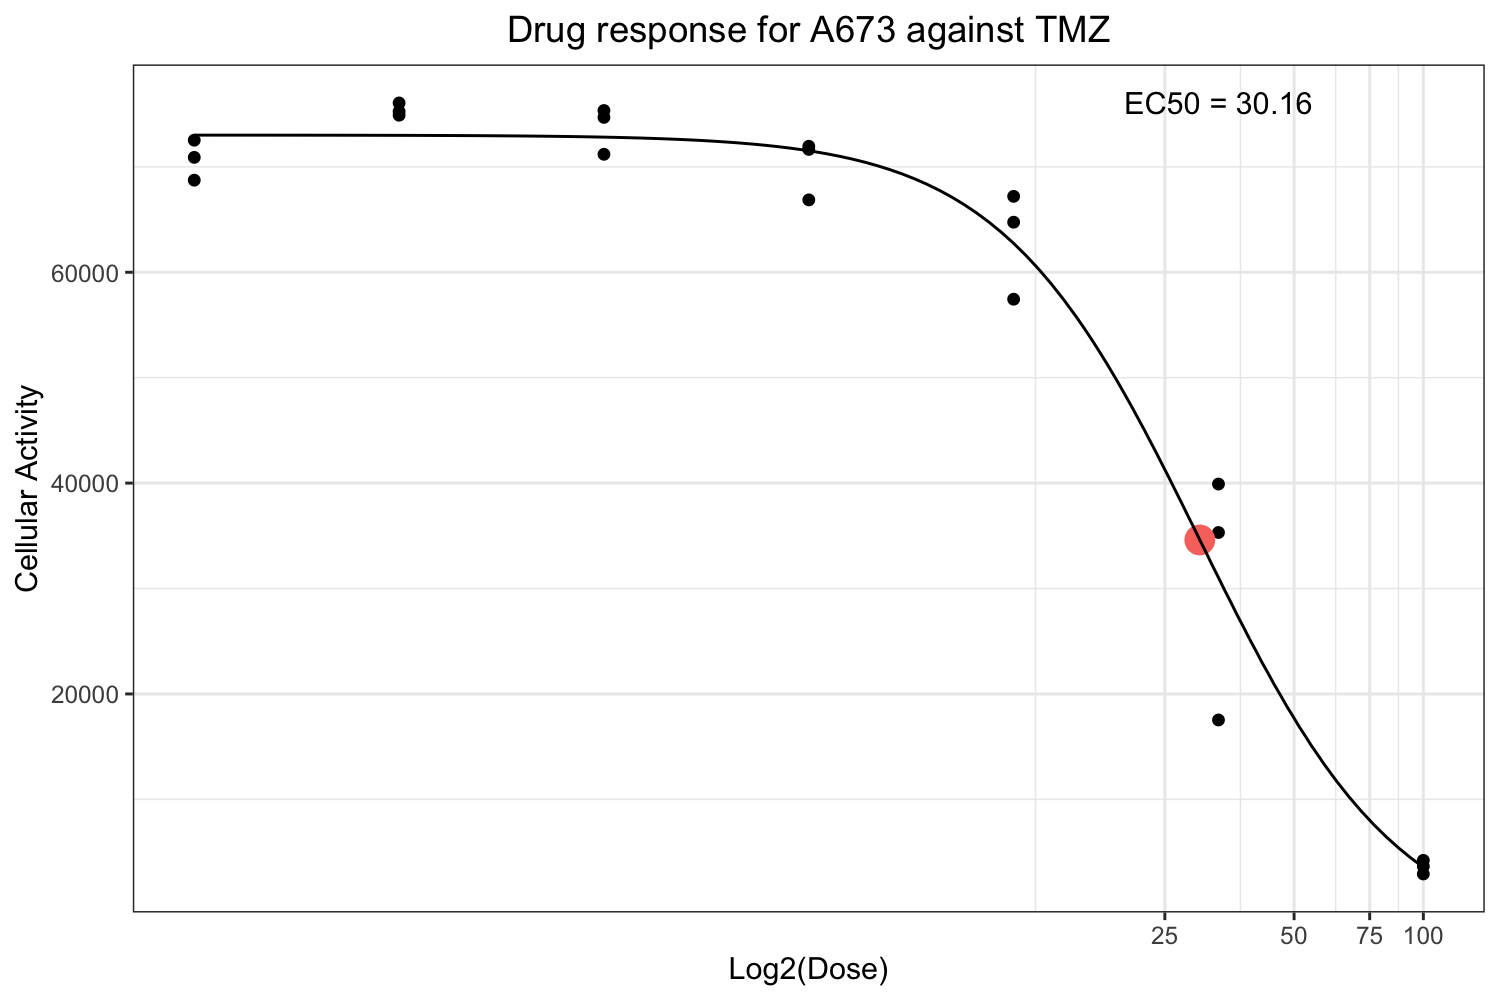 Drug response for A673 against TMZ
EC50 = 30.16
60000
40000
20000
Cellular Activity
25 50 75 100
Log2(Dose)